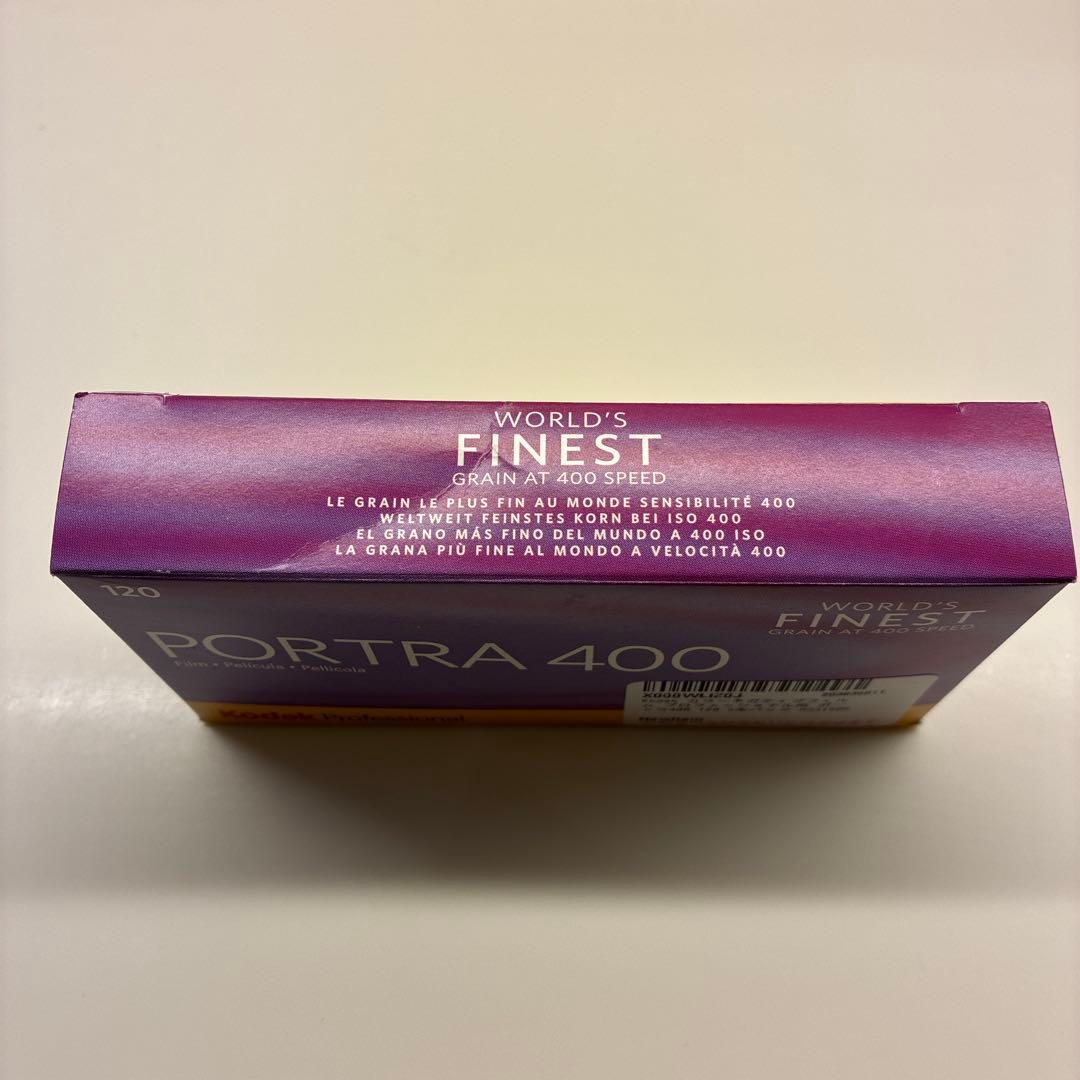 WORLD'S
FINEST
GRAIN AT 400 SPEED
LE GRAIN LE PLUS FIN AU MONDE SENSIBILITÉ 400
WELTWEIT FEINSTES KORN BEI ISO 400
EL GRANO MÁS FINO DEL MUNDO A 400 ISO
LA GRANA PIÙ FINE AL MONDO A VELOCITÀ 400
120
WORLD'S
FINEST
GRAIN AT 400 SPEED
PORTRA 400
Film • Película • Pellicola
Kodak Professional